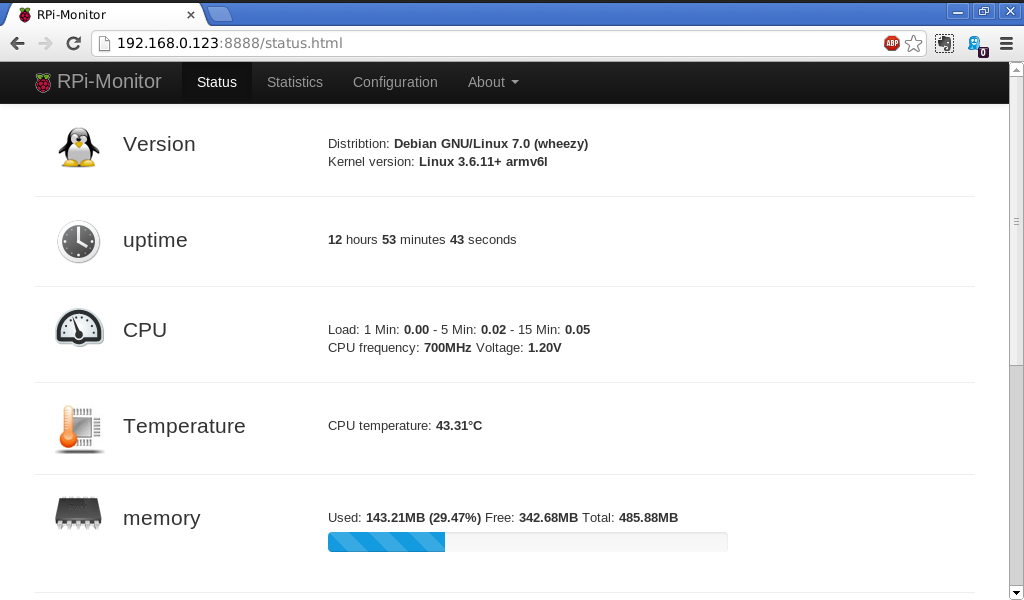 RPi-Monitor
192.168.0.123:8888/status.html
ABP
0
RPi-Monitor Status Statistics Configuration About
Version
Distribtion: Debian GNU/Linux 7.0 (wheezy)
Kernel version: Linux 3.6.11+ armv6l
uptime
12 hours 53 minutes 43 seconds
CPU
Load: 1 Min: 0.00 - 5 Min: 0.02 - 15 Min: 0.05
CPU frequency: 700MHz Voltage: 1.20V
Temperature
CPU temperature: 43.31°C
memory
Used: 143.21MB (29.47%) Free: 342.68MB Total: 485.88MB